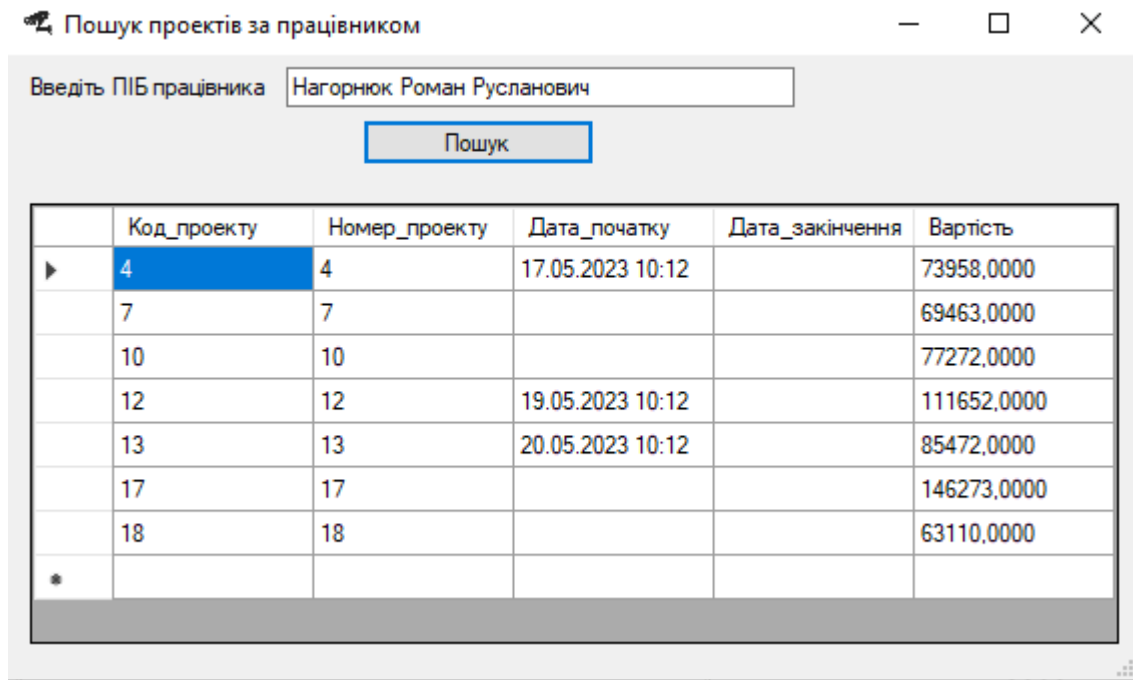 Пошук проектів за працівником
Введіть ПІБ працівника Нагорнюк Роман Русланович
Пошук
Код_проекту Номер_проекту Дата_початку Дата_закінчення Вартість
4 4 17.05.2023 10:12 73958,0000
7 7 69463,0000
10 10 77272,0000
12 12 19.05.2023 10:12 111652,0000
13 13 20.05.2023 10:12 85472,0000
17 17 146273,0000
18 18 63110,0000